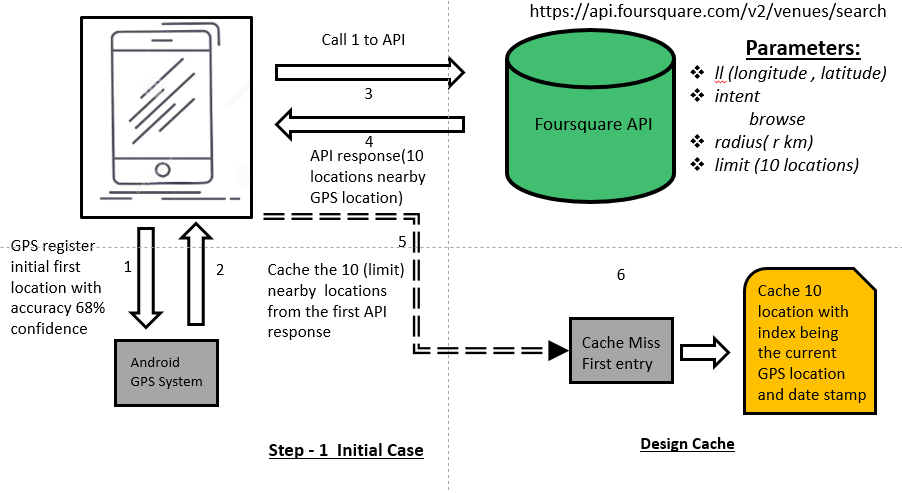 https://api.foursquare.com/v2/venues/search
Call 1 to API
3
4
API response(10
locations nearby
GPS location)
Foursquare API
Parameters:
❖ ll (longitude , latitude)
❖ intent
browse
❖ radius( r km)
❖ limit (10 locations)
GPS register
initial first
location with
accuracy 68%
confidence
1
2
Android
GPS System
5
Cache the 10 (limit)
nearby locations
from the first API
response
6
Cache Miss
First entry
Cache 10
location with
index being
the current
GPS location
and date stamp
Step - 1 Initial Case
Design Cache